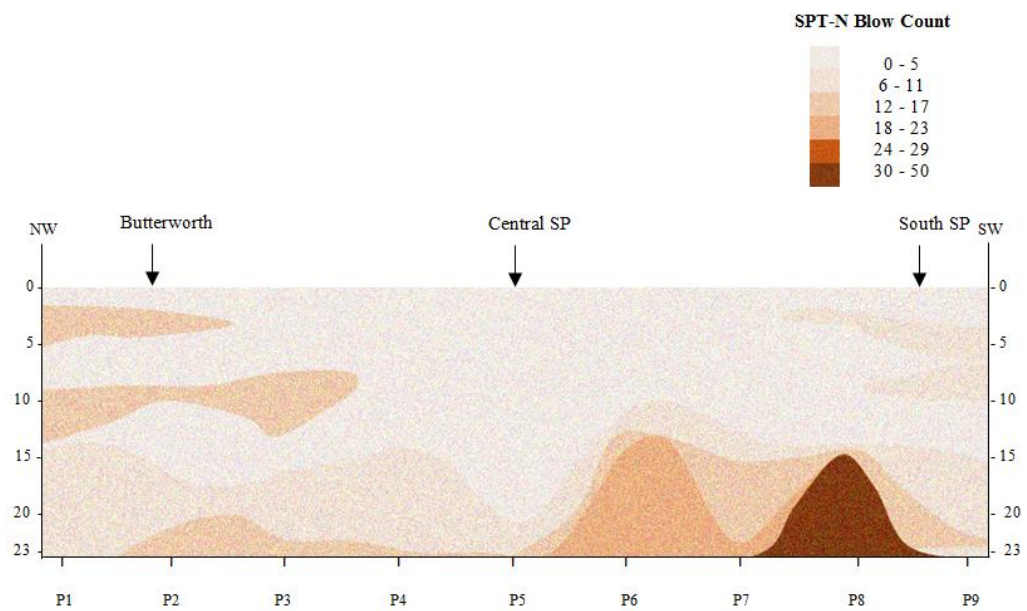 SPT-N Blow Count
0 - 5
6 - 11
12 - 17
18 - 23
24 - 29
30 - 50
NW Butterworth Central SP South SP SW
0 - 0
5 - 5
10 - 10
15 - 15
20 - 20
23 - 23
P1 P2 P3 P4 P5 P6 P7 P8 P9